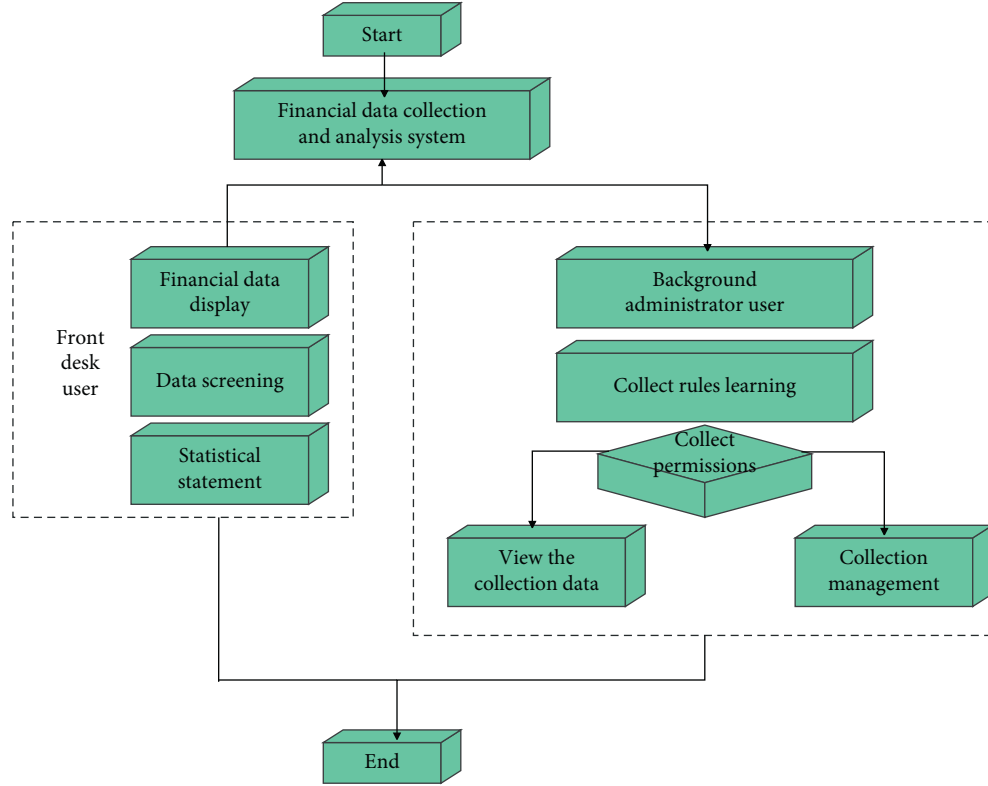 Start
Financial data collection
and analysis system
Front
desk
user
Financial data
display
Data screening
Statistical
statement
Background
administrator user
Collect rules learning
Collect
permissions
View the
collection data
Collection
management
End